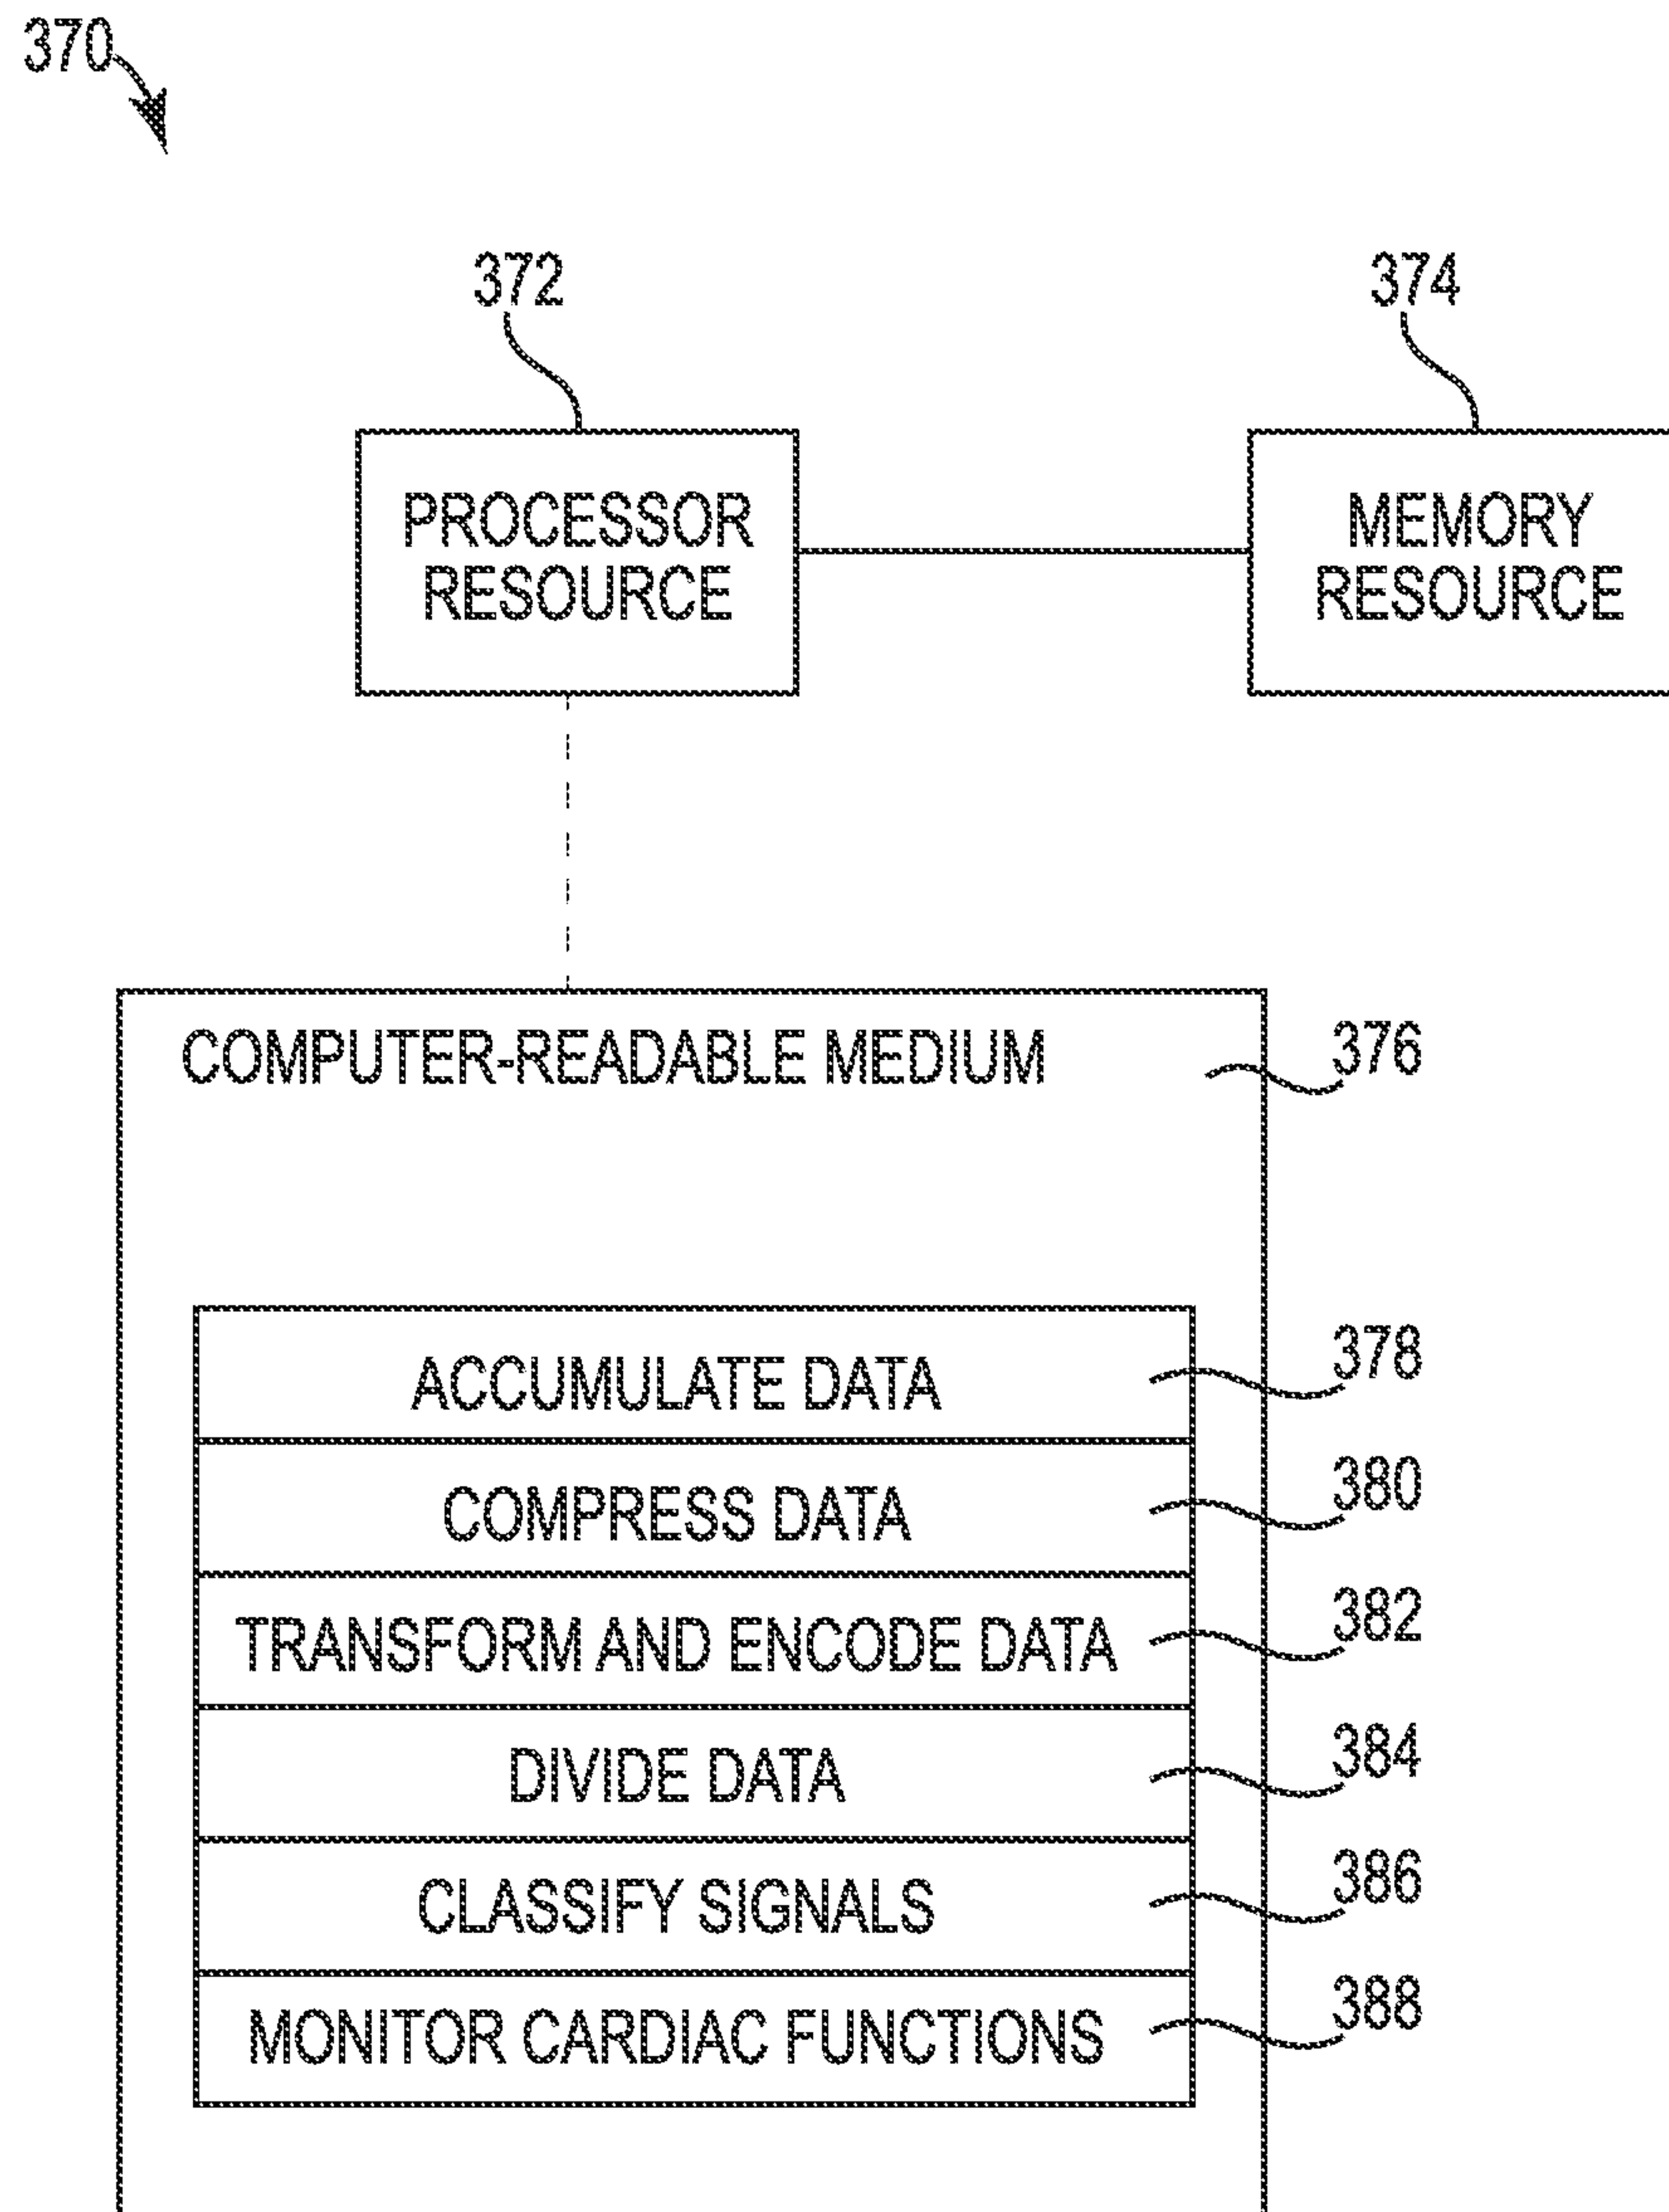 370
372
374
PROCESSOR
RESOURCE
MEMORY
RESOURCE
COMPUTER-READABLE MEDIUM
376
ACCUMULATE DATA
378
COMPRESS DATA
380
TRANSFORM AND ENCODE DATA
382
DIVIDE DATA
384
CLASSIFY SIGNALS
386
MONITOR CARDIAC FUNCTIONS
388